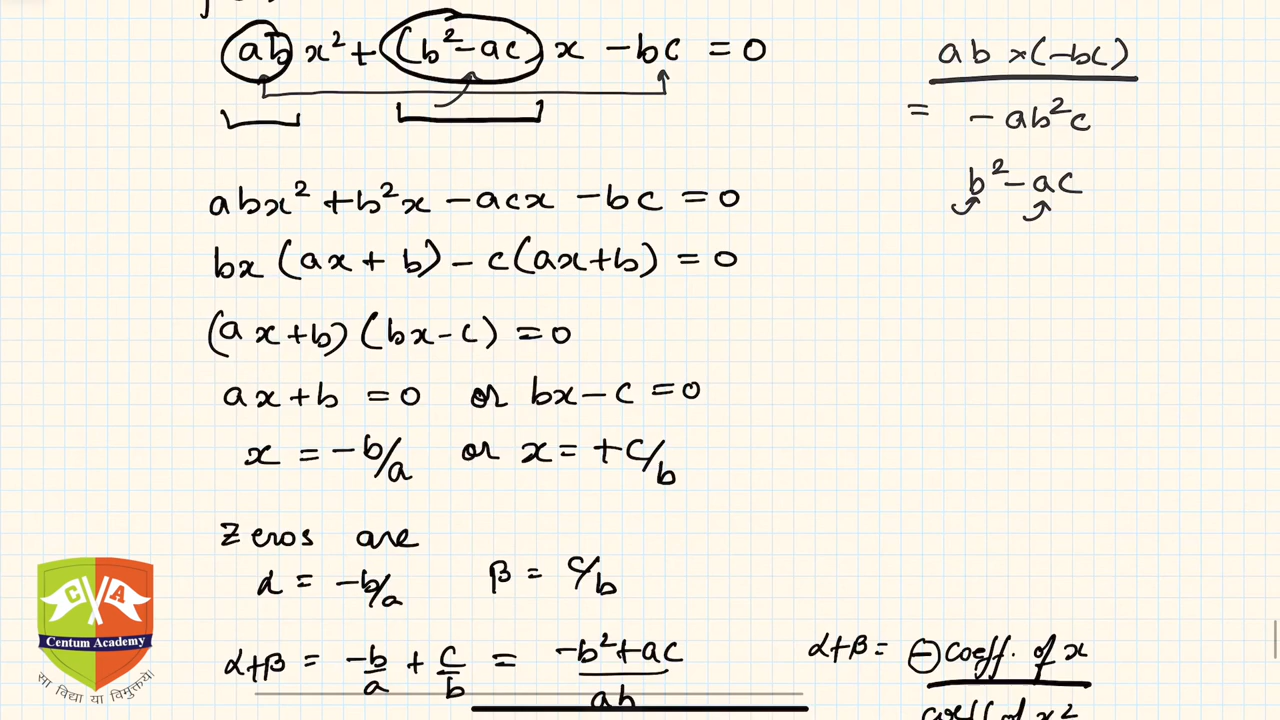 abx² + (b²-ac)x - bc = 0
ab×(-bc)
= -ab²c
b²-ac
abx² + b²x - acx - bc = 0
bx(ax + b) - c(ax+b) = 0
(ax+b)(bx-c) = 0
ax+b = 0 or bx-c = 0
x = -b/a or x = +c/b
Zeros are
α = -b/a β = c/b
α+β = -b/a + c/b = -b²+ac/ab
α+β = - coeff. of x
coeff of x²
C A
Centum Academy
सा विद्या या विमुक्तये।